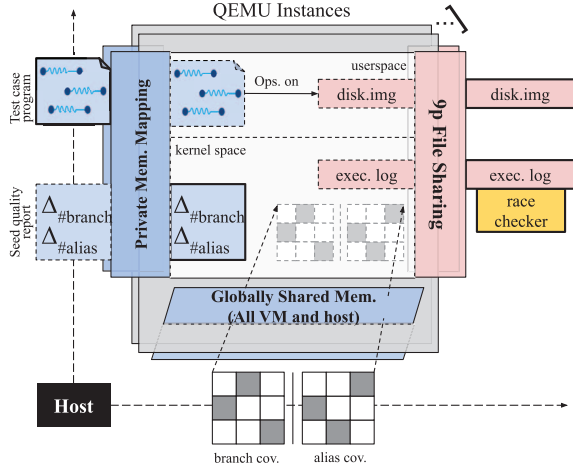 QEMU Instances
...
Test case
program
Ops. on
userspace
disk.img
disk.img
kernel space
Private Mem. Mapping
9p File Sharing
exec. log
exec. log
race
checker
Seed quality
report
Δ#branch
Δ#alias
Δ#branch
Δ#alias
Globally Shared Mem.
(All VM and host)
Host
branch cov.
alias cov.